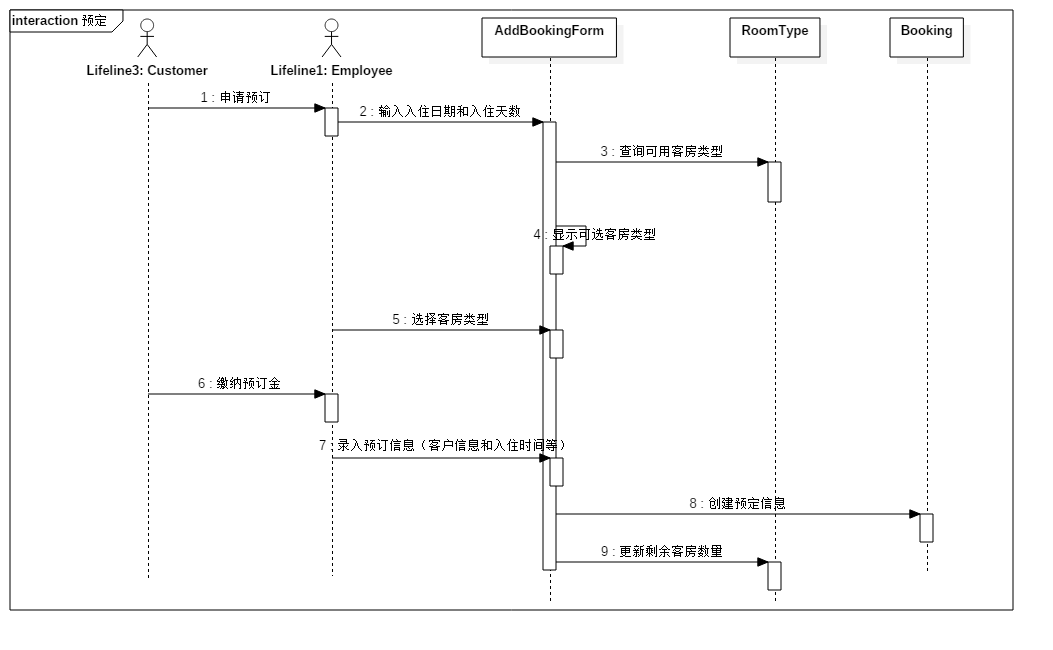 interaction 预定
Lifeline3: Customer
Lifeline1: Employee
AddBookingForm
RoomType
Booking
1 : 申请预订
2 : 输入入住日期和入住天数
3 : 查询可用客房类型
4 : 显示可选客房类型
5 : 选择客房类型
6 : 缴纳预订金
7 : 录入预订信息（客户信息和入住时间等）
8 : 创建预定信息
9 : 更新剩余客房数量